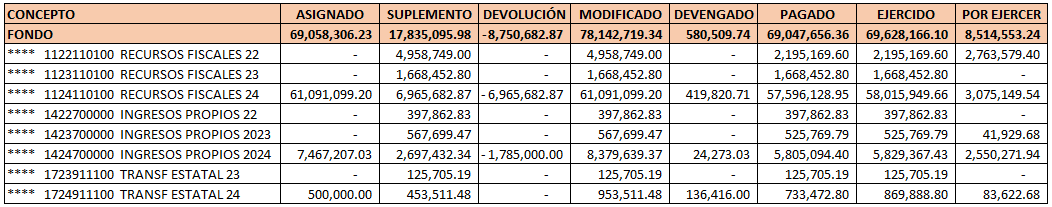 CONCEPTO ASIGNADO SUPLEMENTO DEVOLUCIÓN MODIFICADO DEVENGADO PAGADO EJERCIDO POR EJERCER
FONDO 69,058,306.23 17,835,095.98 -8,750,682.87 78,142,719.34 580,509.74 69,047,656.36 69,628,166.10 8,514,553.24
**** 1122110100 RECURSOS FISCALES 22 - 4,958,749.00 - 4,958,749.00 - 2,195,169.60 2,195,169.60 2,763,579.40
**** 1123110100 RECURSOS FISCALES 23 - 1,668,452.80 - 1,668,452.80 - 1,668,452.80 1,668,452.80 -
**** 1124110100 RECURSOS FISCALES 24 61,091,099.20 6,965,682.87 - 6,965,682.87 61,091,099.20 419,820.71 57,596,128.95 58,015,949.66 3,075,149.54
**** 1422700000 INGRESOS PROPIOS 22 - 397,862.83 - 397,862.83 - 397,862.83 397,862.83 -
**** 1423700000 INGRESOS PROPIOS 2023 - 567,699.47 - 567,699.47 - 525,769.79 525,769.79 41,929.68
**** 1424700000 INGRESOS PROPIOS 2024 7,467,207.03 2,697,432.34 - 1,785,000.00 8,379,639.37 24,273.03 5,805,094.40 5,829,367.43 2,550,271.94
**** 1723911100 TRANSF ESTATAL 23 - 125,705.19 - 125,705.19 - 125,705.19 125,705.19 -
**** 1724911100 TRANSF ESTATAL 24 500,000.00 453,511.48 - 953,511.48 136,416.00 733,472.80 869,888.80 83,622.68